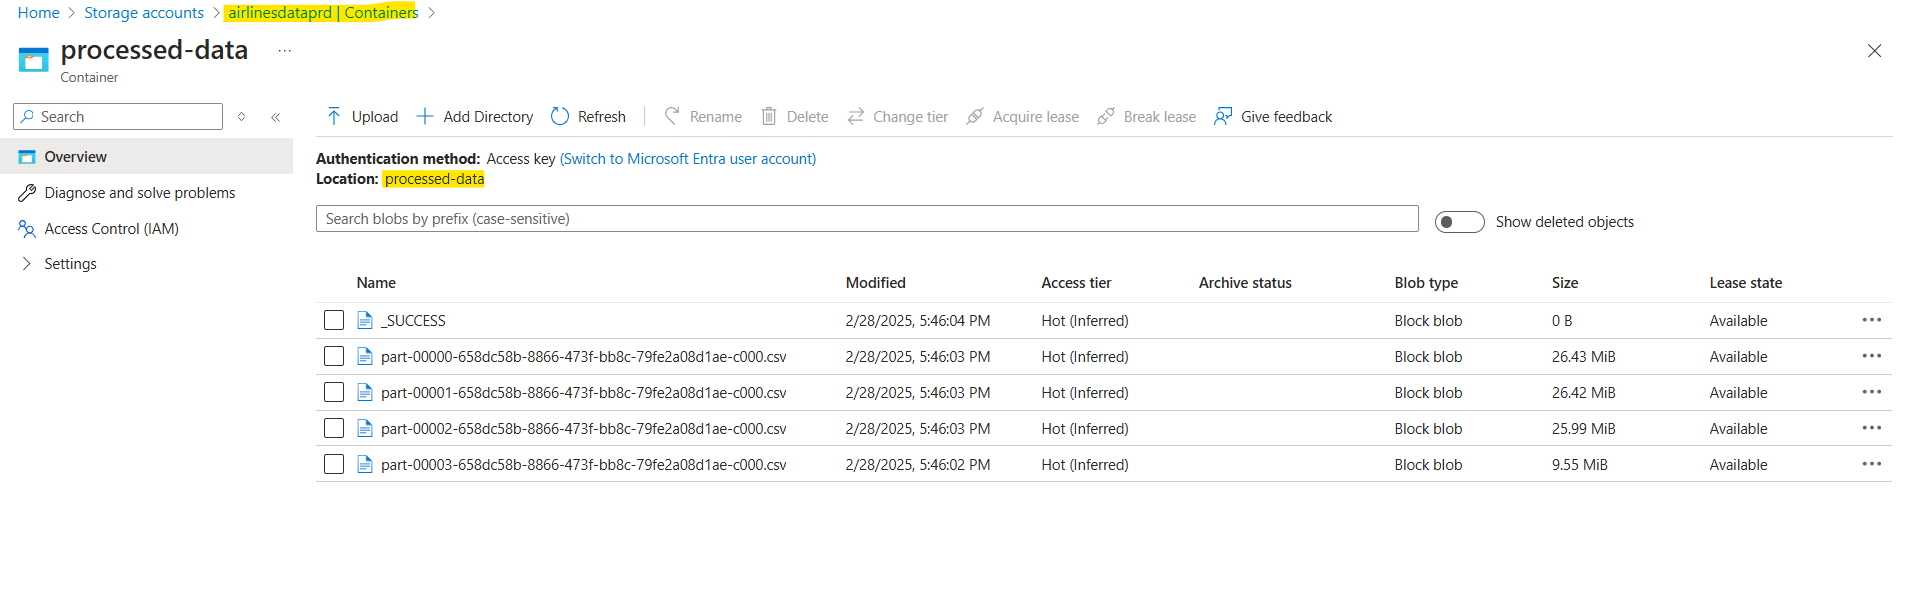 Home > Storage accounts > airlinesdataprd | Containers >
processed-data ...
Container
Search
Overview
Diagnose and solve problems
Access Control (IAM)
Settings
Upload Add Directory Refresh Rename Delete Change tier Acquire lease Break lease Give feedback
Authentication method: Access key (Switch to Microsoft Entra user account)
Location: processed-data
Search blobs by prefix (case-sensitive)
Show deleted objects
Name Modified Access tier Archive status Blob type Size Lease state
_SUCCESS 2/28/2025, 5:46:04 PM Hot (Inferred) Block blob 0 B Available
part-00000-658dc58b-8866-473f-bb8c-79fe2a08d1ae-c000.csv 2/28/2025, 5:46:03 PM Hot (Inferred) Block blob 26.43 MiB Available
part-00001-658dc58b-8866-473f-bb8c-79fe2a08d1ae-c000.csv 2/28/2025, 5:46:03 PM Hot (Inferred) Block blob 26.42 MiB Available
part-00002-658dc58b-8866-473f-bb8c-79fe2a08d1ae-c000.csv 2/28/2025, 5:46:03 PM Hot (Inferred) Block blob 25.99 MiB Available
part-00003-658dc58b-8866-473f-bb8c-79fe2a08d1ae-c000.csv 2/28/2025, 5:46:02 PM Hot (Inferred) Block blob 9.55 MiB Available